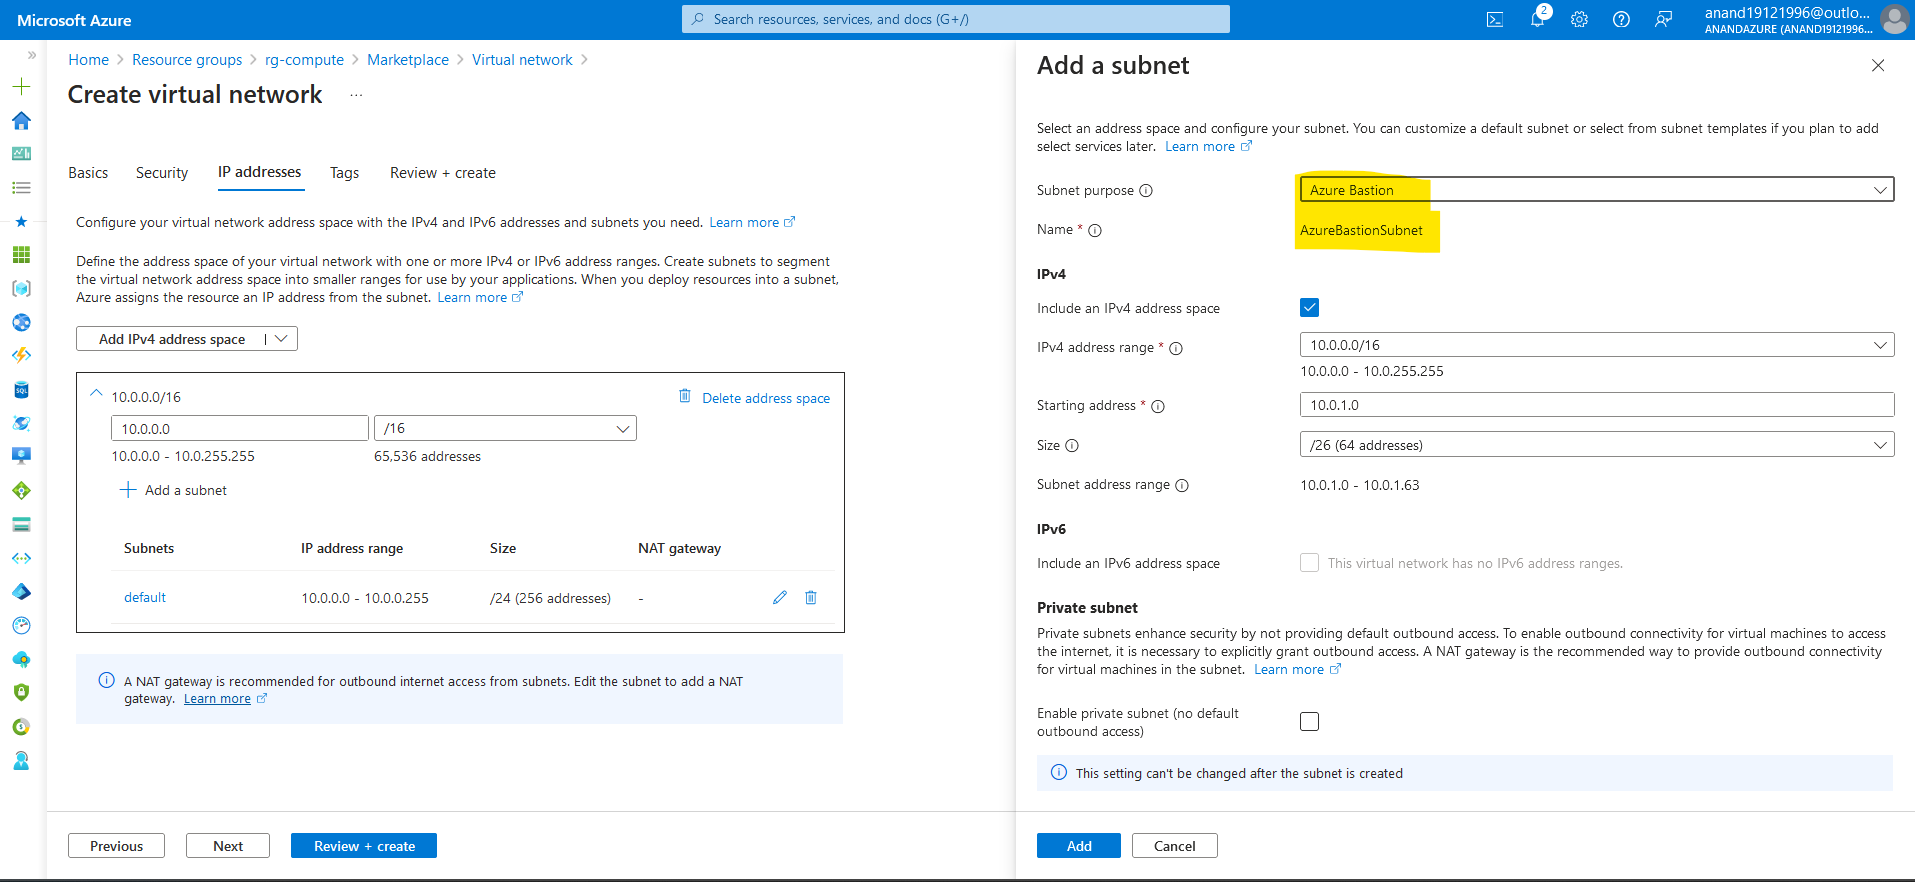 Microsoft Azure
Search resources, services, and docs (G+/)
2
anand19121996@outlo...
ANANDAZURE (ANAND19121996...
Home > Resource groups > rg-compute > Marketplace > Virtual network >
Create virtual network ...
Basics
Security
IP addresses
Tags
Review + create
Configure your virtual network address space with the IPv4 and IPv6 addresses and subnets you need. Learn more
Define the address space of your virtual network with one or more IPv4 or IPv6 address ranges. Create subnets to segment
the virtual network address space into smaller ranges for use by your applications. When you deploy resources into a subnet,
Azure assigns the resource an IP address from the subnet. Learn more
Add IPv4 address space |
10.0.0.0/16
Delete address space
10.0.0.0
/16
10.0.0.0 - 10.0.255.255
65,536 addresses
Add a subnet
Subnets
IP address range
Size
NAT gateway
default
10.0.0.0 - 10.0.0.255
/24 (256 addresses)
-
A NAT gateway is recommended for outbound internet access from subnets. Edit the subnet to add a NAT
gateway. Learn more
Previous
Next
Review + create
Add a subnet
Select an address space and configure your subnet. You can customize a default subnet or select from subnet templates if you plan to add
select services later. Learn more
Subnet purpose
Azure Bastion
Name *
AzureBastionSubnet
IPv4
Include an IPv4 address space
IPv4 address range *
10.0.0.0/16
10.0.0.0 - 10.0.255.255
Starting address *
10.0.1.0
Size
/26 (64 addresses)
Subnet address range
10.0.1.0 - 10.0.1.63
IPv6
Include an IPv6 address space
This virtual network has no IPv6 address ranges.
Private subnet
Private subnets enhance security by not providing default outbound access. To enable outbound connectivity for virtual machines to access
the internet, it is necessary to explicitly grant outbound access. A NAT gateway is the recommended way to provide outbound connectivity
for virtual machines in the subnet. Learn more
Enable private subnet (no default
outbound access)
This setting can't be changed after the subnet is created
Add
Cancel
SQL